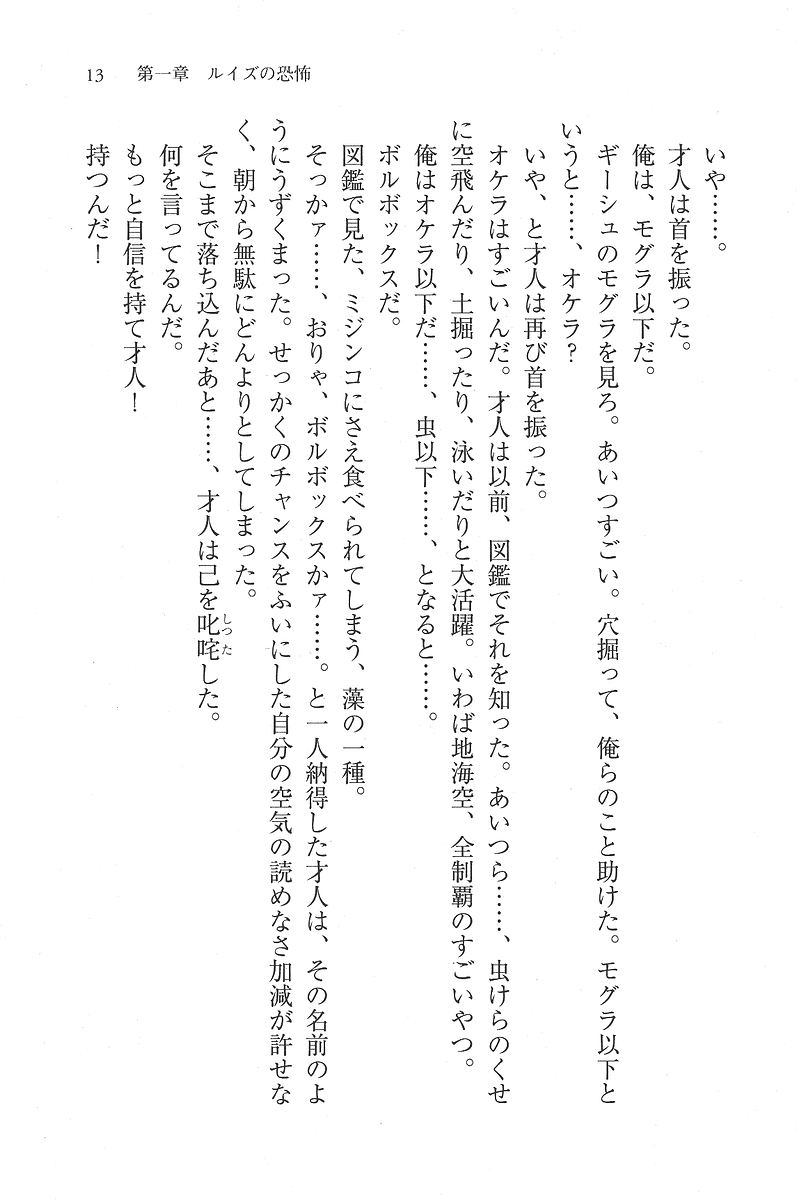 13　第一章　ルイズの恐怖
いや……。
才人は首を振った。
俺は、モグラ以下だ。
ギーシュのモグラを見ろ。あいつすごい。穴掘って、俺らのこと助けた。モグラ以下と
いうと……、オケラ?
いや、と才人は再び首を振った。
オケラはすごいんだ。才人は以前、図鑑でそれを知った。あいつら……、虫けらのくせ
に空飛んだり、土掘ったり、泳いだりと大活躍。いわば地海空、全制覇のすごいやつ。
俺はオケラ以下だ……、虫以下……、となると……。
ボルボックスだ。
図鑑で見た、ミジンコにさえ食べられてしまう、藻の一種。
そっかァ……、おりゃ、ボルボックスかァ……。と一人納得した才人は、その名前のよ
うにうずくまった。せっかくのチャンスをふいにした自分の空気の読めなさ加減が許せな
く、朝から無駄にどんよりとしてしまった。
そこまで落ち込んだあと……、才人は己を叱咤しつたした。
何を言ってるんだ。
もっと自信を持て才人!
持つんだ!